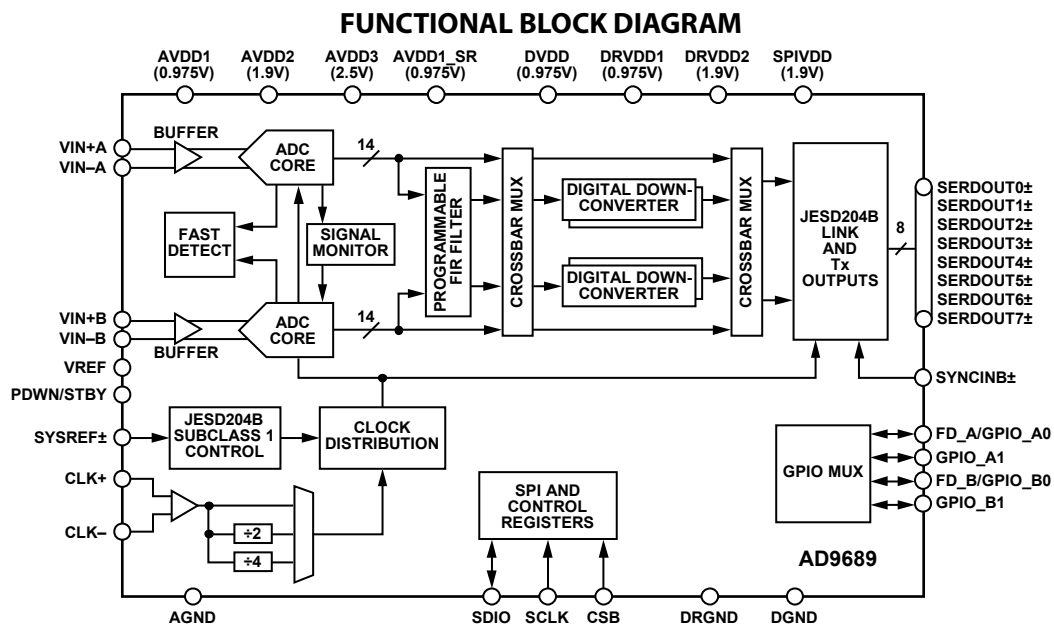 FUNCTIONAL BLOCK DIAGRAM
AVDD1
(0.975V)
AVDD2
(1.9V)
AVDD3
(2.5V)
AVDD1_SR
(0.975V)
DVDD
(0.975V)
DRVDD1
(0.975V)
DRVDD2
(1.9V)
SPIVDD
(1.9V)
BUFFER
VIN+A
VIN–A
ADC
CORE
14
FAST
DETECT
SIGNAL
MONITOR
PROGRAMMABLE
FIR FILTER
CROSSBAR MUX
DIGITAL DOWN-
CONVERTER
DIGITAL DOWN-
CONVERTER
CROSSBAR MUX
JESD204B
LINK
AND
Tx
OUTPUTS
8
SERDOUT0±
SERDOUT1±
SERDOUT2±
SERDOUT3±
SERDOUT4±
SERDOUT5±
SERDOUT6±
SERDOUT7±
VIN+B
VIN–B
BUFFER
ADC
CORE
14
VREF
PDWN/STBY
SYSREF±
JESD204B
SUBCLASS 1
CONTROL
CLOCK
DISTRIBUTION
SYNCINB±
CLK+
CLK–
÷2
÷4
SPI AND
CONTROL
REGISTERS
GPIO MUX
FD_A/GPIO_A0
GPIO_A1
FD_B/GPIO_B0
GPIO_B1
AD9689
AGND
SDIO
SCLK
CSB
DRGND
DGND